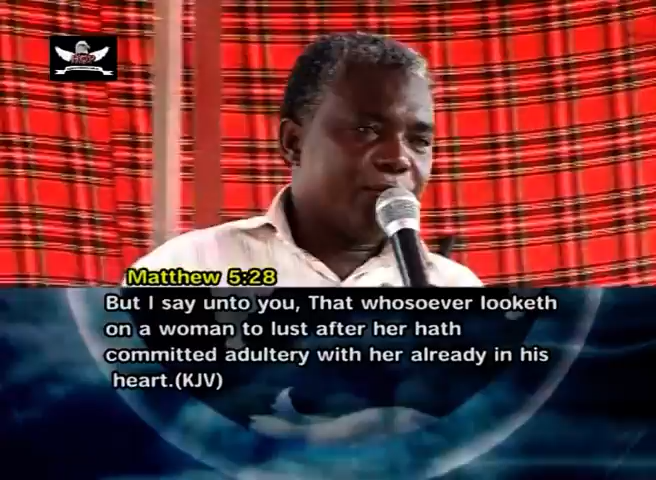 Matthew 5:28
But I say unto you, That whosoever looketh
on a woman to lust after her hath
committed adultery with her already in his
heart.(KJV)